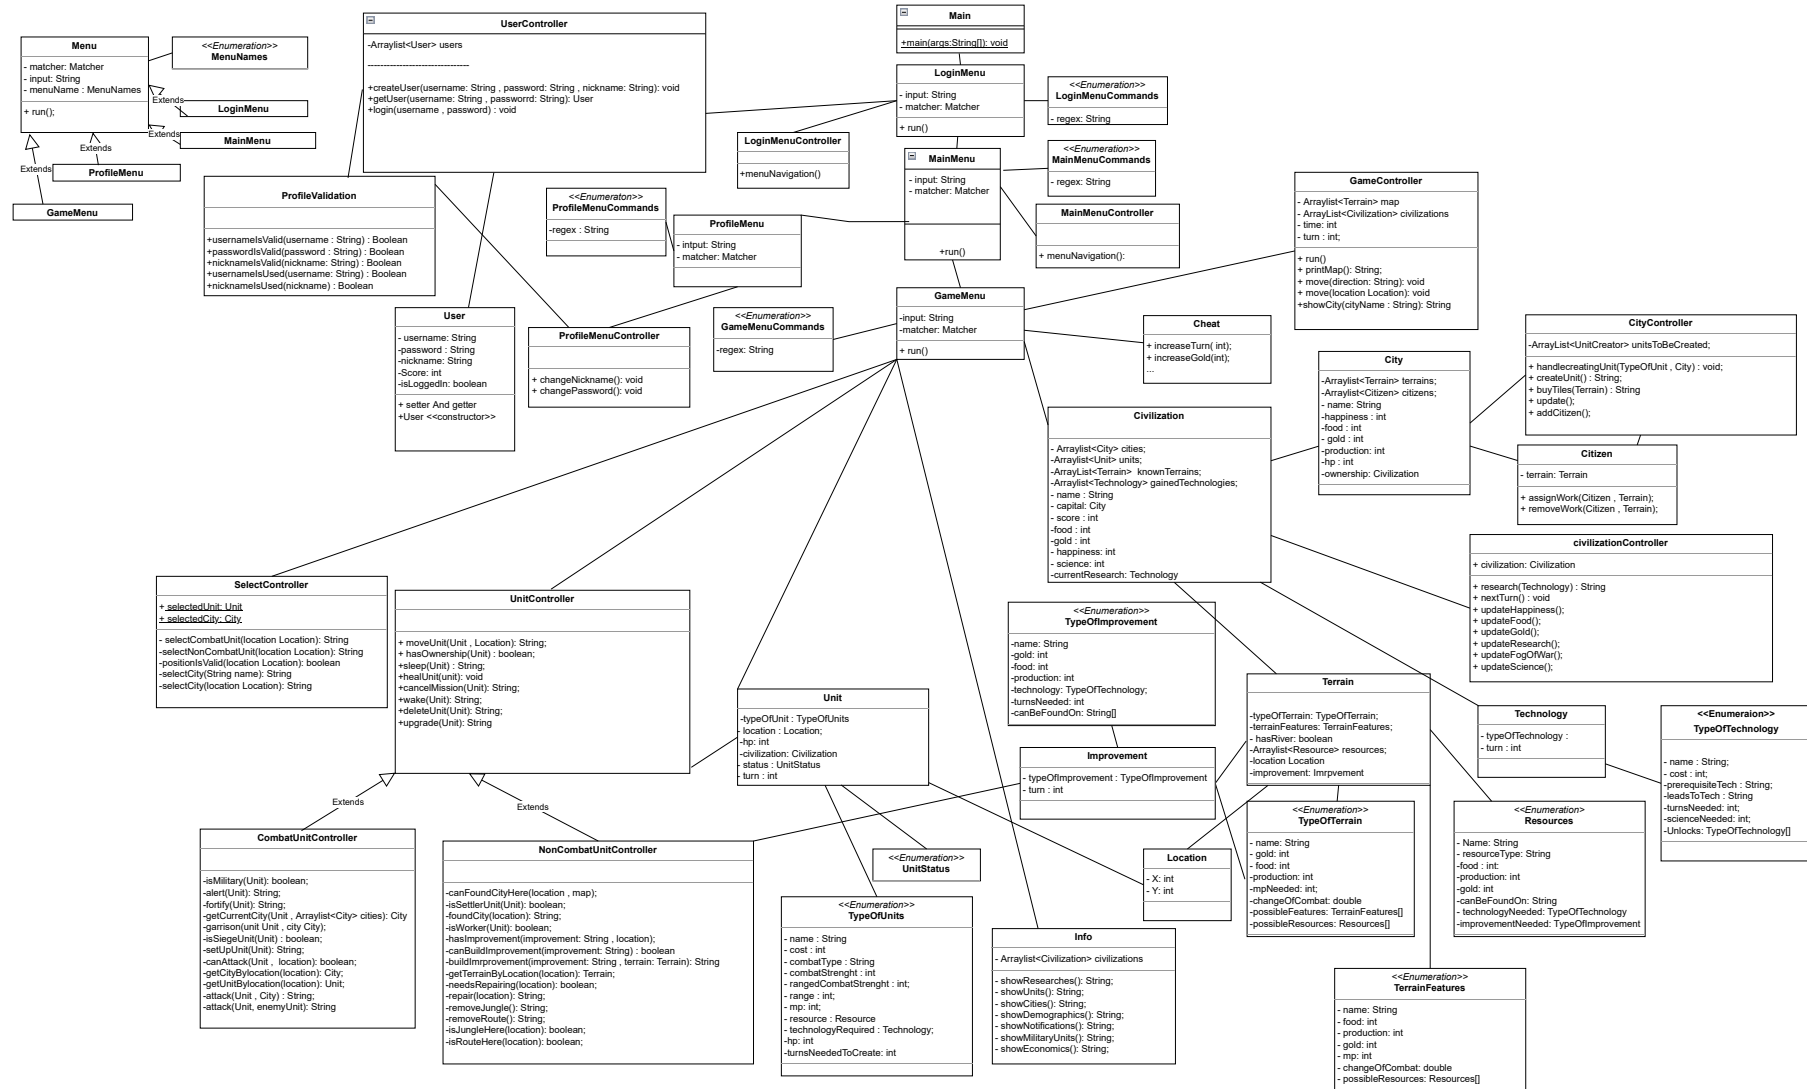 Menu
- matcher: Matcher
- input: String
- menuName : MenuNames
+ run();
<<Enumeration>>
MenuNames
Extends
LoginMenu
Extends
MainMenu
Extends
ProfileMenu
Extends
GameMenu
UserController
-Arraylist<User> users
----------------------------------
+createUser(username: String , password: String , nickname: String): void
+getUser(username: String , passworrd: String): User
+login(username , password) : void
Main
+main(args:String[]): void
LoginMenu
- input: String
- matcher: Matcher
+ run()
<<Enumeration>>
LoginMenuCommands
- regex: String
LoginMenuController
+menuNavigation()
MainMenu
- input: String
- matcher: Matcher
+run()
<<Enumeration>>
MainMenuCommands
- regex: String
MainMenuController
+ menuNavigation():
ProfileValidation
+usernameIsValid(username : String) : Boolean
+passwordIsValid(password : String) : Boolean
+nicknameIsValid(nickname: String) : Boolean
+usernameIsUsed(username: String) : Boolean
+nicknameIsUsed(nickname) : Boolean
<<Enumeraton>>
ProfileMenuCommands
-regex : String
ProfileMenu
- intput: String
- matcher: Matcher
GameController
- Arraylist<Terrain> map
- ArrayList<Civilization> civilizations
- time: int
- turn : int;
+ run()
+ printMap(): String;
+ move(direction: String): void
+ move(location Location): void
+showCity(cityName : String): String
User
- username: String
-password : String
-nickname: String
-Score: int
-isLoggedIn: boolean
+ setter And getter
+User <<constructor>>
ProfileMenuController
+ changeNickname(): void
+ changePassword(): void
<<Enumeration>>
GameMenuCommands
-regex: String
GameMenu
-input: String
-matcher: Matcher
+ run()
Cheat
+ increaseTurn( int);
+ increaseGold(int);
...
City
-Arraylist<Terrain> terrains;
-Arraylist<Citizen> citizens;
- name: String
-happiness : int
-food : int
- gold : int
-production: int
-hp : int
-ownership: Civilization
CityController
-ArrayList<UnitCreator> unitsToBeCreated;
+ handlecreatingUnit(TypeOfUnit , City) : void;
+ createUnit() : String;
+ buyTiles(Terrain) : String
+ update();
+ addCitizen();
Citizen
- terrain: Terrain
+ assignWork(Citizen , Terrain);
+ removeWork(Citizen , Terrain);
Civilization
- Arraylist<City> cities;
-Arraylist<Unit> units;
-ArrayList<Terrain>  knownTerrains;
-Arraylist<Technology> gainedTechnologies;
- name : String
- capital: City
- score : int
-food : int
-gold : int
- happiness: int
- science: int
-currentResearch: Technology
civilizationController
+ civilization: Civilization
+ research(Technology) : String
+ nextTurn() : void
+ updateHappiness();
+ updateFood();
+ updateGold();
+ updateResearch();
+ updateFogOfWar();
+ updateScience();
SelectController
+ selectedUnit: Unit
+ selectedCity: City
- selectCombatUnit(location Location): String
-selectNonCombatUnit(location Location): String
-positionIsValid(location Location): boolean
-selectCity(String name): String
-selectCity(location Location): String
UnitController
+ moveUnit(Unit , Location): String;
+ hasOwnership(Unit) : boolean;
+sleep(Unit) : String;
+healUnit(unit): void
+cancelMission(Unit): String;
+wake(Unit): String;
+deleteUnit(Unit): String;
+upgrade(Unit): String
<<Enumeration>>
TypeOfImprovement
-name: String
-gold: int
-food: int
-production: int
-technology: TypeOfTechnology;
-turnsNeeded: int
-canBeFoundOn: String[]
Unit
-typeOfUnit : TypeOfUnits
- location : Location;
-hp: int
-civilization: Civilization
- status : UnitStatus
- turn : int
Terrain
-typeOfTerrain: TypeOfTerrain;
-terrainFeatures: TerrainFeatures;
- hasRiver: boolean
-Arraylist<Resource> resources;
-location Location
-improvement: Imrpvement
Technology
- typeOfTechnology :
- turn : int
<<Enumeraion>>
TypeOfTechnology
- name : String;
- cost : int;
-prerequisiteTech : String;
-leadsToTech : String
-turnsNeeded: int;
-scienceNeeded: int;
-Unlocks: TypeOfTechnology[]
Improvement
- typeOfImprovement : TypeOfImprovement
- turn : int
Extends
Extends
CombatUnitController
-isMilitary(Unit): boolean;
-alert(Unit): String;
-fortify(Unit): String;
-getCurrentCity(Unit , Arraylist<City> cities): City
-garrison(unit Unit , city City);
-isSiegeUnit(Unit) : boolean;
-setUpUnit(Unit): String;
-canAttack(Unit ,  location): boolean;
-getCityBylocation(location): City;
-getUnitBylocation(location): Unit;
-attack(Unit , City) : String;
-attack(Unit, enemyUnit): String
NonCombatUnitController
-canFoundCityHere(location , map);
-isSettlerUnit(Unit): boolean;
-foundCity(location): String;
-isWorker(Unit): boolean;
-hasImprovement(improvement: String , location);
-canBuildImprovement(improvement: String) : boolean
-buildImrprovement(improvement: String , terrain: Terrain): String
-getTerrainByLocation(location): Terrain;
-needsRepairing(location): boolean;
-repair(location): String;
-removeJungle(): String;
-removeRoute(): String;
-isJungleHere(location): boolean;
-isRouteHere(location): boolean;
<<Enumeration>>
UnitStatus
<<Enumeration>>
TypeOfUnits
- name : String
- cost : int
- combatType : String
- combatStrenght : int
- rangedCombatStrenght : int;
- range : int;
- mp: int;
- resource : Resource
- technologyRequired : Technology;
-hp: int
-turnsNeededToCreate: int
Info
- Arraylist<Civilization> civilizations
- showResearches(): String;
- showUnits(): String;
- showCities(): String;
- showDemographics(): String;
- showNotifications(): String;
- showMilitaryUnits(): String;
- showEconomics(): String;
Location
- X: int
- Y: int
<<Enumeration>>
TypeOfTerrain
- name: String
- gold: int
- food: int
-production: int
-mpNeeded: int;
-changeOfCombat: double
-possibleFeatures: TerrainFeatures[]
-possibleResources: Resources[]
<<Enumeration>
Resources
- Name: String
- resourceType: String
-food : int:
-production: int
-gold: int
-canBeFoundOn: String
- technologyNeeded: TypeOfTechnology
-improvementNeeded: TypeOfImprovement
<<Enumeration>>
TerrainFeatures
- name: String
- food: int
- production: int
- gold: int
- mp: int
- changeOfCombat: double
- possibleResources: Resources[]